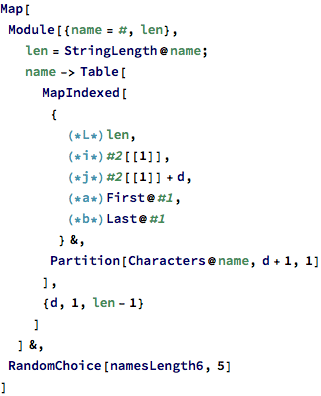 Map[
Module[{name = #, len},
len = StringLength@name;
name -> Table[
MapIndexed[
{
(*L*)len,
(*i*)#2[[1]],
(*j*)#2[[1]] + d,
(*a*)First@#1,
(*b*)Last@#1
} &,
Partition[Characters@name, d + 1, 1]
],
{d, 1, len - 1}
]
] &,
RandomChoice[namesLength6, 5]
]